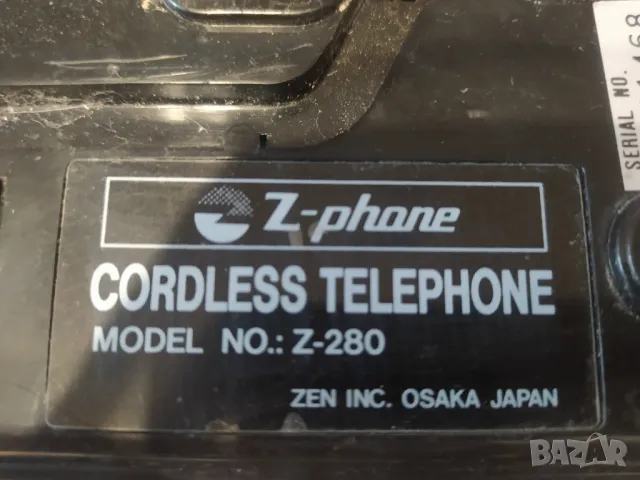 Z-phone
CORDLESS TELEPHONE
MODEL NO.: Z-280
ZEN INC. OSAKA JAPAN
SERIAL NO.
BAZAR